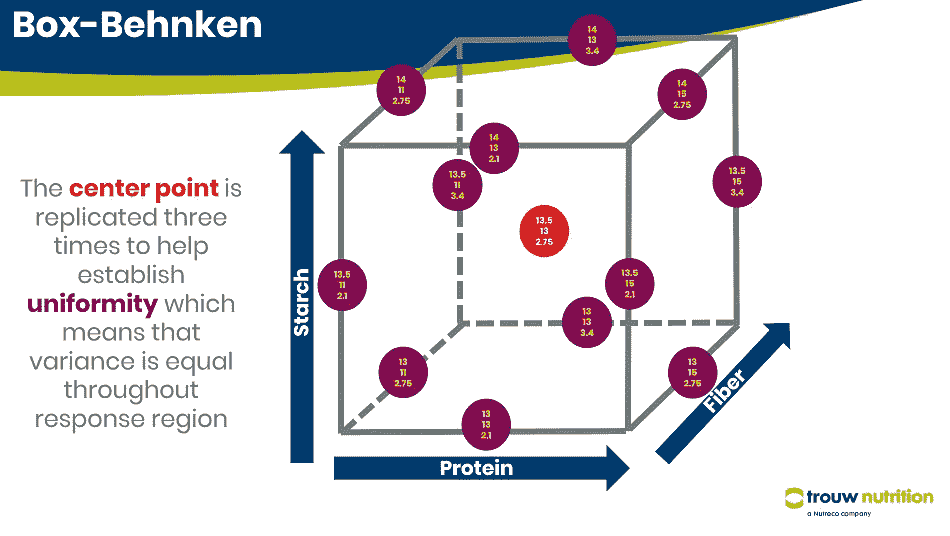 Box-Behnken
The center point is
replicated three
times to help
establish
uniformity which
means that
variance is equal
throughout
response region
Starch
Protein
Fiber
14
13
3.4
14
11
2.75
14
15
2.75
14
13
2.1
13.5
11
3.4
13.5
15
3.4
13.5
13
2.75
13.5
11
2.1
13.5
15
2.1
13
13
3.4
13
11
2.75
13
15
2.75
13
13
2.1
trouw nutrition
a Nutreco company